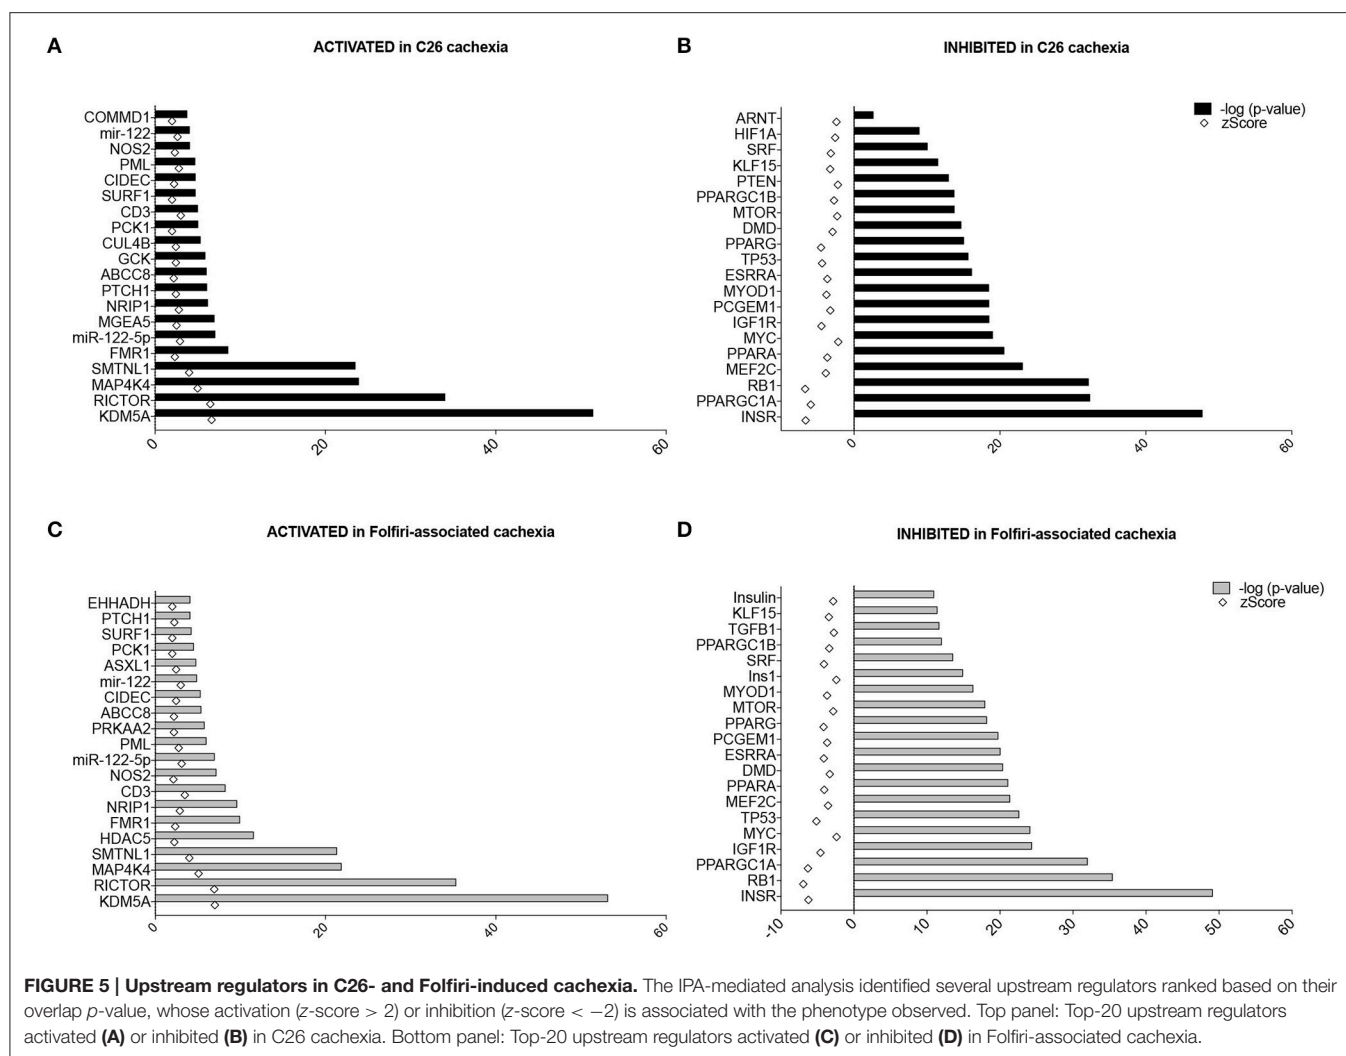 A
ACTIVATED in C26 cachexia
COMMD1
mir-122
NOS2
PML
CIDEC
SURF1
CD3
PCK1
CUL4B
GCK
ABCC8
PTCH1
NRIP1
MGEA5
miR-122-5p
FMR1
SMTNL1
MAP4K4
RICTOR
KDM5A
0 20 40 60
B
INHIBITED in C26 cachexia
-log (p-value)
zScore
ARNT
HIF1A
SRF
KLF15
PTEN
PPARGC1B
MTOR
DMD
PPARG
TP53
ESRRA
MYOD1
PCGEM1
IGF1R
MYC
PPARA
MEF2C
RB1
PPARGC1A
INSR
0 20 40 60
C
ACTIVATED in Folfiri-associated cachexia
EHHADH
PTCH1
SURF1
PCK1
ASXL1
mir-122
CIDEC
ABCC8
PRKAA2
PML
miR-122-5p
NOS2
CD3
NRIP1
FMR1
HDAC5
SMTNL1
MAP4K4
RICTOR
KDM5A
0 20 40 60
D
INHIBITED in Folfiri-associated cachexia
-log (p-value)
zScore
Insulin
KLF15
TGFB1
PPARGC1B
SRF
Ins1
MYOD1
MTOR
PPARG
PCGEM1
ESRRA
DMD
PPARA
MEF2C
TP53
MYC
IGF1R
PPARGC1A
RB1
INSR
-10 0 10 20 30 40 50 60
FIGURE 5 | Upstream regulators in C26- and Folfiri-induced cachexia. The IPA-mediated analysis identified several upstream regulators ranked based on their
overlap p-value, whose activation (z-score > 2) or inhibition (z-score < −2) is associated with the phenotype observed. Top panel: Top-20 upstream regulators
activated (A) or inhibited (B) in C26 cachexia. Bottom panel: Top-20 upstream regulators activated (C) or inhibited (D) in Folfiri-associated cachexia.